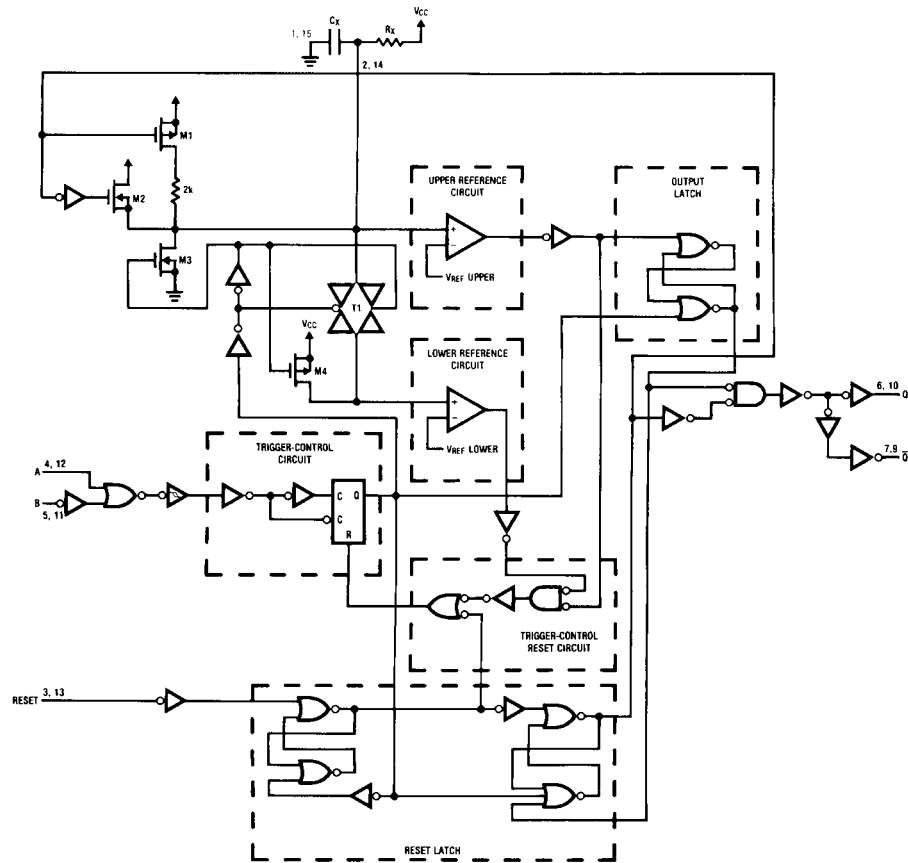 VCC
1, 15
CX
RX
2, 14
M1
M2
2k
M3
UPPER REFERENCE
CIRCUIT
+
−
VREF UPPER
OUTPUT
LATCH
T1
VCC
M4
LOWER REFERENCE
CIRCUIT
+
−
VREF LOWER
6, 10
Q
7,9
Q̅
TRIGGER-CONTROL
CIRCUIT
4, 12
A
B
5, 11
C Q
C
R
TRIGGER-CONTROL
RESET CIRCUIT
RESET
3, 13
RESET LATCH